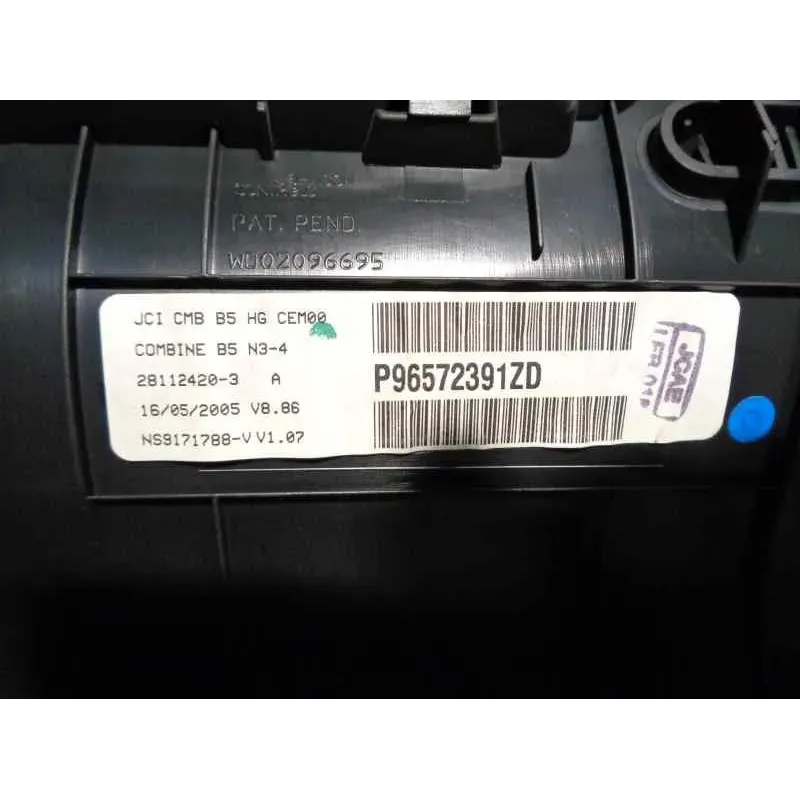 PAT. PEND.
WO02096695
JCI CMB B5 HG CEM00
COMBINE B5 N3-4
28112420-3 A
16/05/2005 V8.86
NS9171788-V V1.07
P96572391ZD
JCAE